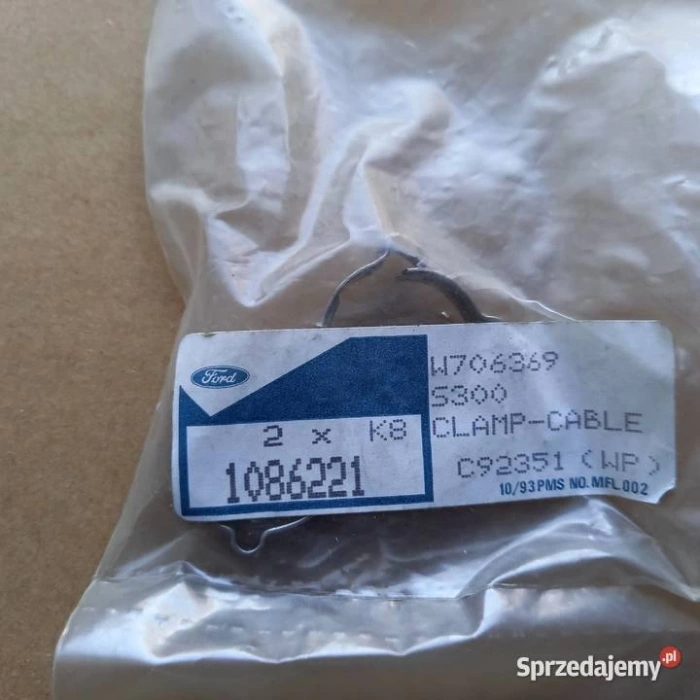 Ford
W706369
S300
2 x K8
CLAMP-CABLE
1086221
C92351 (WP)
10/93 PMS NO. MFL.002
Sprzedajemy.pl